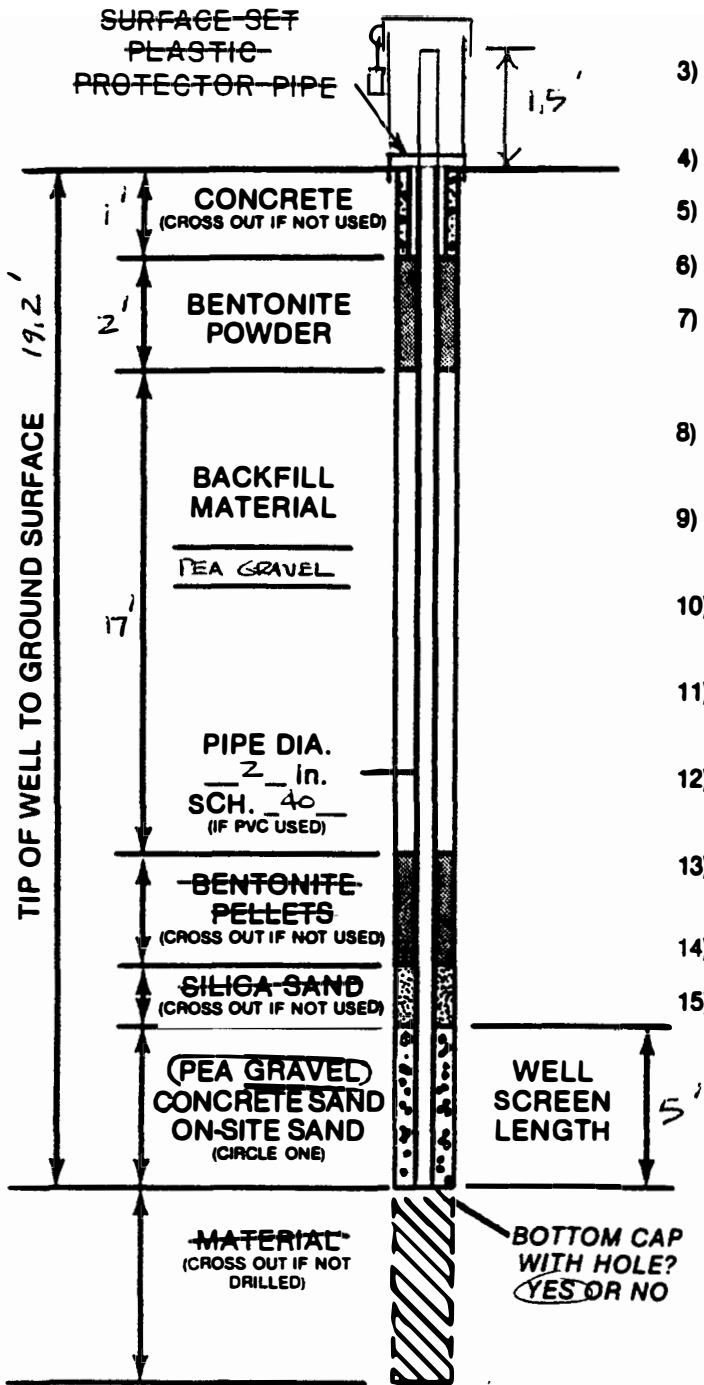 SURFACE SET
PLASTIC
PROTECTOR PIPE
1.5'
3)
4)
5)
6)
7)
8)
9)
10)
11)
12)
13)
14)
15)
TIP OF WELL TO GROUND SURFACE 19.2'
1'
CONCRETE
(CROSS OUT IF NOT USED)
2'
BENTONITE
POWDER
BACKFILL
MATERIAL
PEA GRAVEL
17'
PIPE DIA.
2 in.
SCH. 40
(IF PVC USED)
BENTONITE
PELLETS
(CROSS OUT IF NOT USED)
SILICA SAND
(CROSS OUT IF NOT USED)
PEA GRAVEL
CONCRETE SAND
ON-SITE SAND
(CIRCLE ONE)
WELL
SCREEN
LENGTH
5'
MATERIAL
(CROSS OUT IF NOT
DRILLED)
BOTTOM CAP
WITH HOLE?
YES OR NO